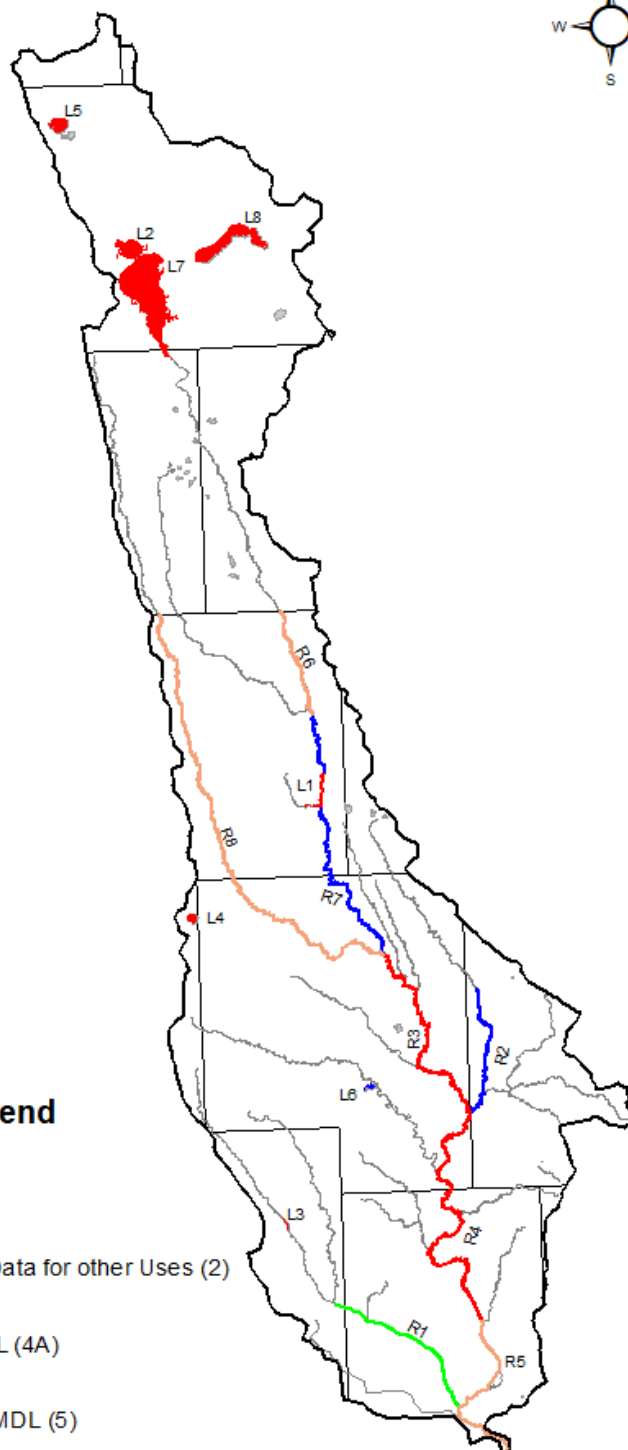 W
S
L5
L2
L8
L7
R6
L1
R8
R7
L4
R3
R2
L6
end
L3
R4
ata for other Uses (2)
L (4A)
R1
R5
MDL (5)